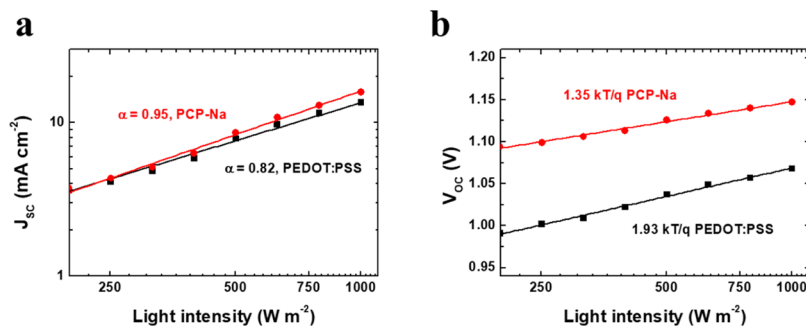 a
10
1
J_SC (mA cm⁻²)
α = 0.95, PCP-Na
α = 0.82, PEDOT:PSS
250
500
750
1000
Light intensity (W m⁻²)
b
1.20
1.15
1.10
1.05
1.00
0.95
V_OC (V)
1.35 kT/q PCP-Na
1.93 kT/q PEDOT:PSS
250
500
750
1000
Light intensity (W m⁻²)